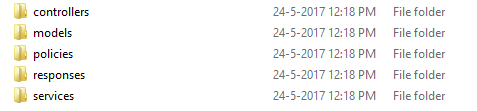 controllers 24-5-2017 12:18 PM File folder
models 24-5-2017 12:18 PM File folder
policies 24-5-2017 12:18 PM File folder
responses 24-5-2017 12:18 PM File folder
services 24-5-2017 12:18 PM File folder